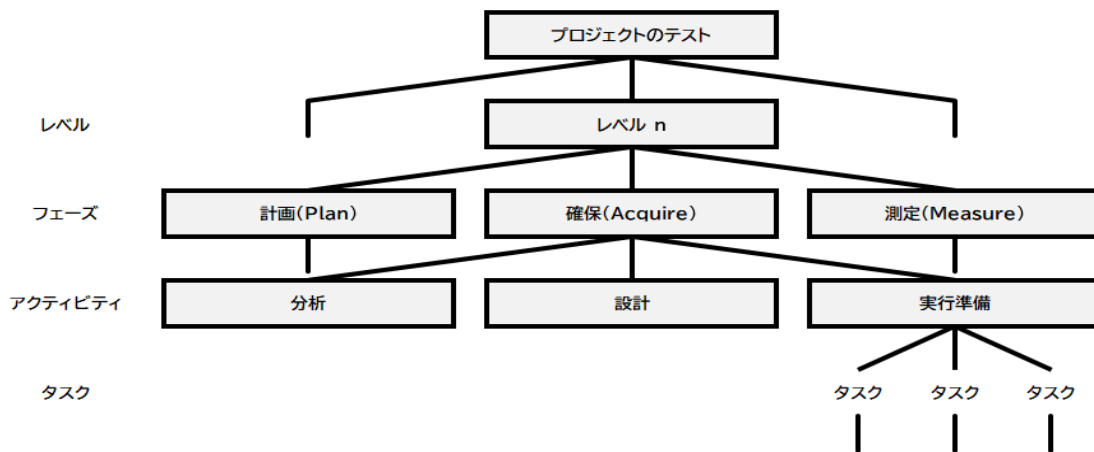 プロジェクトのテスト
レベル
レベル n
フェーズ
計画(Plan)
確保(Acquire)
測定(Measure)
アクティビティ
分析
設計
実行準備
タスク
タスク
タスク
タスク